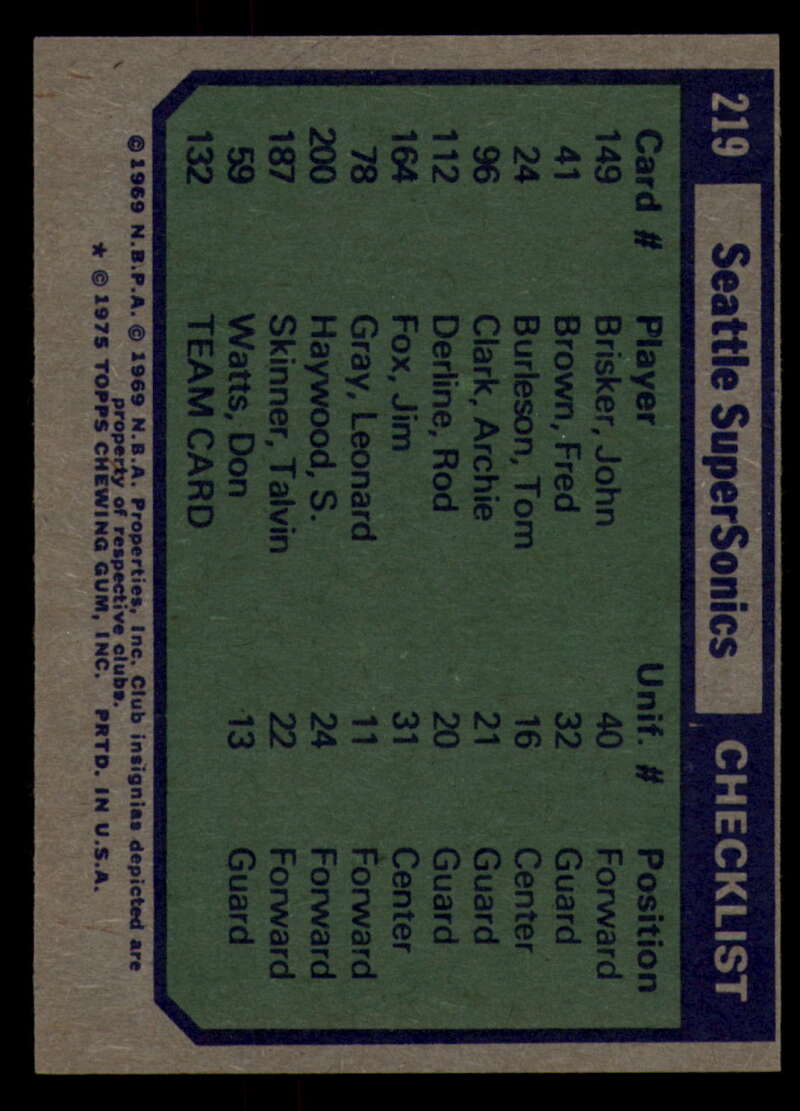 219 Seattle SuperSonics CHECKLIST
Card # Player Unif. # Position
149 Brisker, John 40 Forward
41 Brown, Fred 32 Guard
24 Burleson, Tom 16 Center
96 Clark, Archie 21 Guard
112 Derline, Rod 20 Guard
164 Fox, Jim 31 Center
78 Gray, Leonard 11 Forward
200 Haywood, S. 24 Forward
187 Skinner, Talvin 22 Forward
59 Watts, Don 13 Guard
132 TEAM CARD
©1969 N.B.P.A. ©1969 N.B.A. Properties, Inc. Club insignias depicted are
property of respective clubs.
* © 1975 TOPPS CHEWING GUM, INC. PRTD. IN U.S.A.